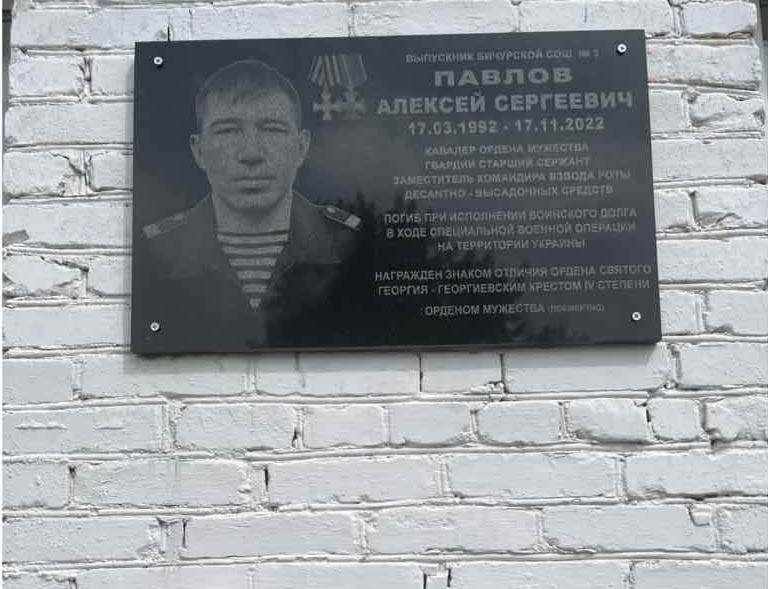 ВЫПУСКНИК БИЧУРСКОЙ СОШ № 3
ПАВЛОВ
АЛЕКСЕЙ СЕРГЕЕВИЧ
17.03.1992 - 17.11.2022
КАВАЛЕР ОРДЕНА МУЖЕСТВА
ГВАРДИИ СТАРШИЙ СЕРЖАНТ
ЗАМЕСТИТЕЛЬ КОМАНДИРА ВЗВОДА РОТЫ
ДЕСАНТНО - ВЫСАДОЧНЫХ СРЕДСТВ
ПОГИБ ПРИ ИСПОЛНЕНИИ ВОИНСКОГО ДОЛГА
В ХОДЕ СПЕЦИАЛЬНОЙ ВОЕННОЙ ОПЕРАЦИИ
НА ТЕРРИТОРИИ УКРАИНЫ
НАГРАЖДЕН ЗНАКОМ ОТЛИЧИЯ ОРДЕНА СВЯТОГО
ГЕОРГИЯ - ГЕОРГИЕВСКИМ КРЕСТОМ IV СТЕПЕНИ
ОРДЕНОМ МУЖЕСТВА (ПОСМЕРТНО)